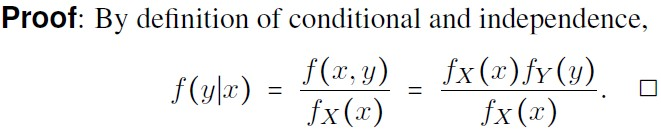 Proof: By definition of conditional and independence,
f(y|x) = f(x, y) / f_X(x) = f_X(x) f_Y(y) / f_X(x). □